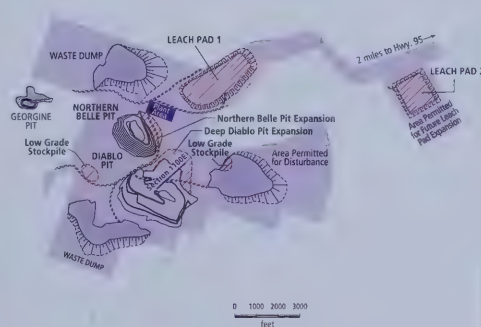 LEACH PAD 1
2 miles to Hwy. 95
WASTE DUMP
LEACH PAD 2
GEORGINE
PIT
NORTHERN
BELLE PIT
Northern Belle Pit Expansion
Deep Diablo Pit Expansion
Area Permitted
for Future Leach
Pad Expansion
Low Grade
Stockpile
DIABLO
PIT
Low Grade
Stockpile
Area Permitted
for Disturbance
Section 1100E
WASTE DUMP
0 1000 2000 3000
feet